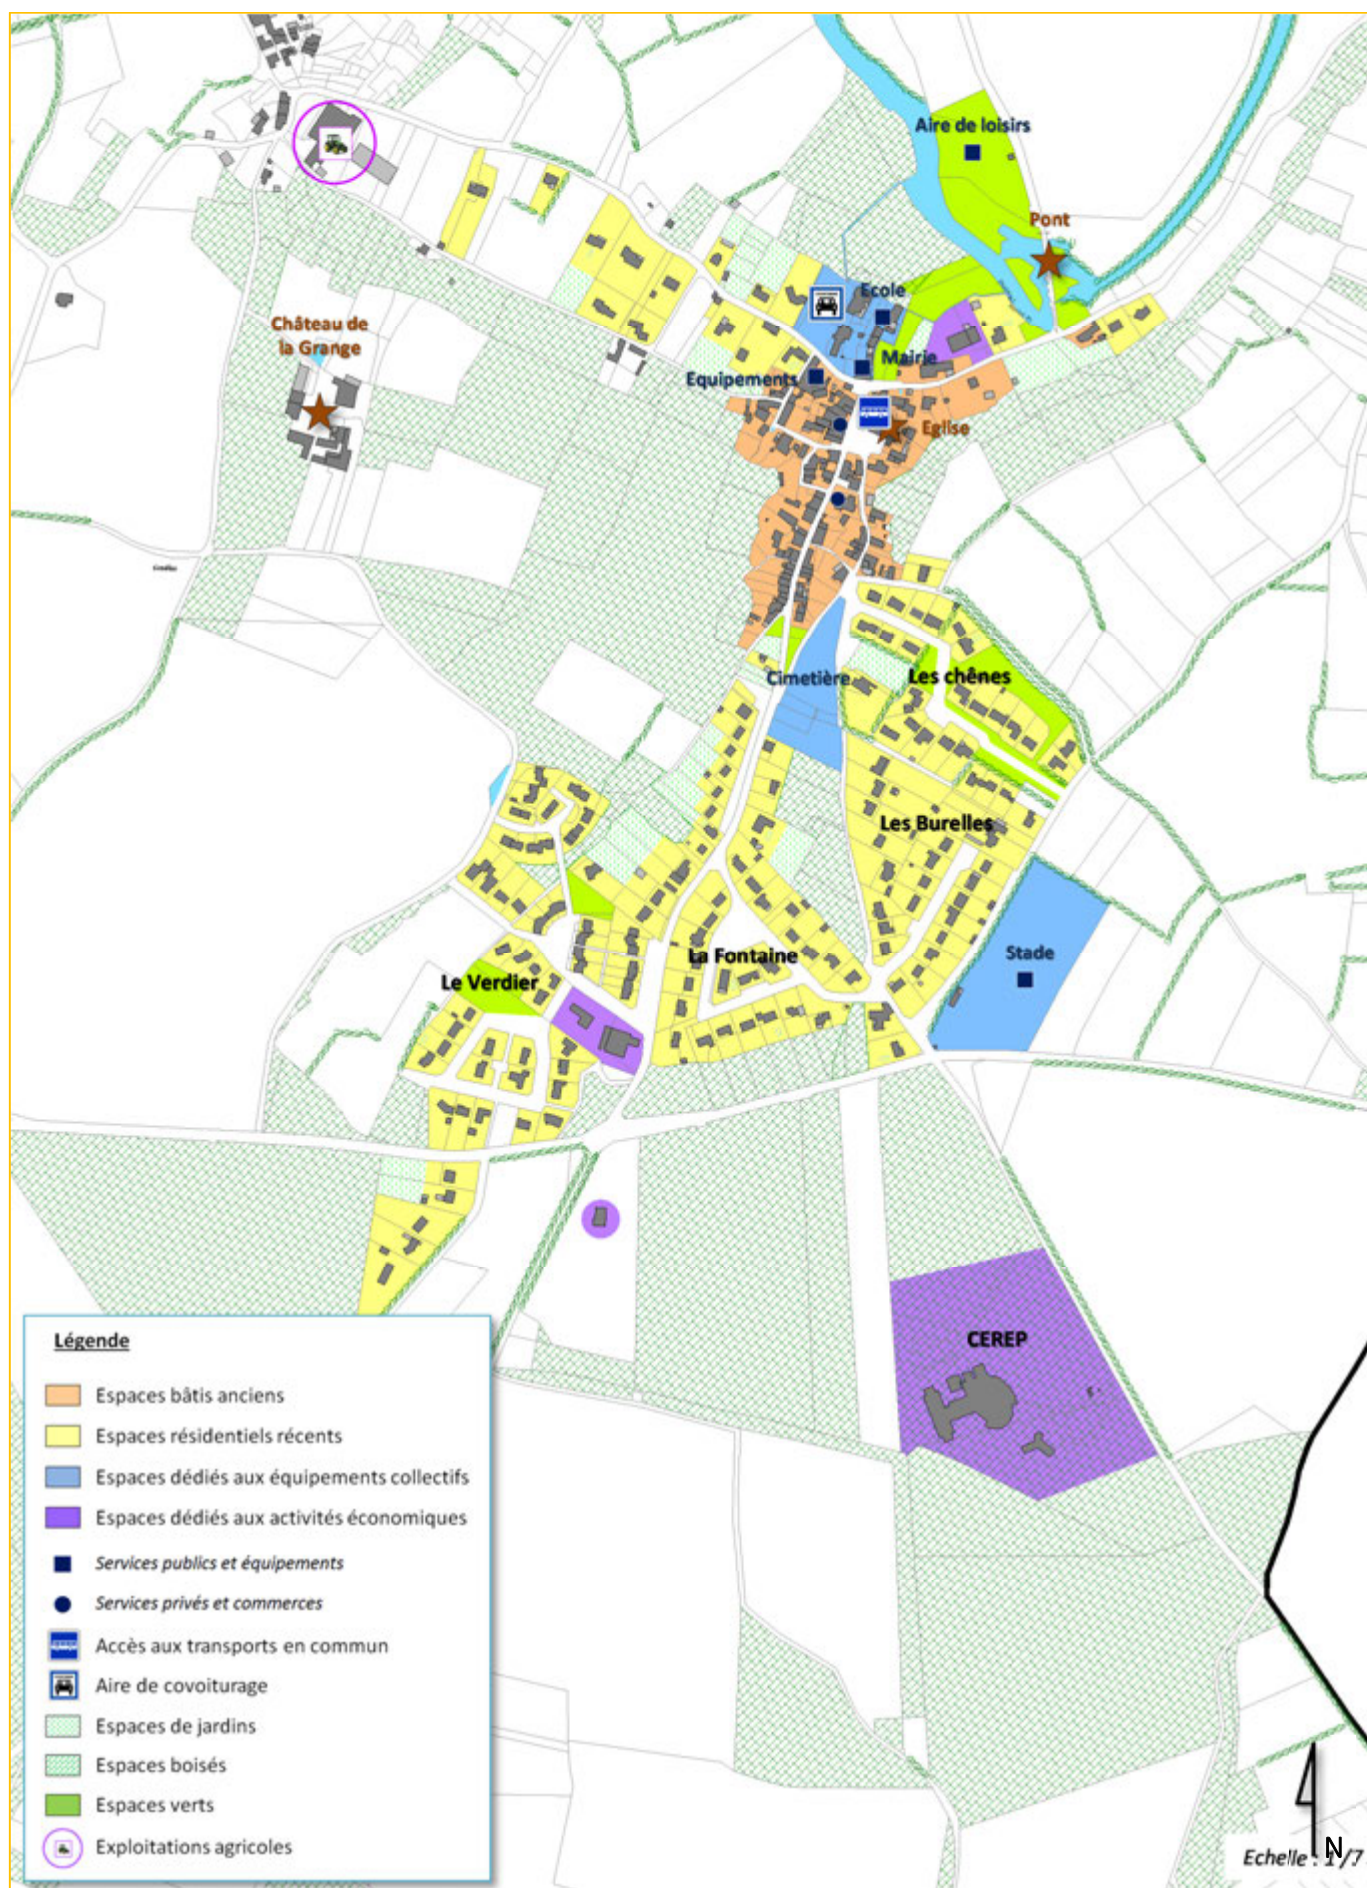 Aire de loisirs
Pont
Ecole
Château de
la Grange
Mairie
Equipements
Eglise
Cimetière
Les chênes
Les Burelles
Stade
La Fontaine
Le Verdier
CEREP
Légende
Espaces bâtis anciens
Espaces résidentiels récents
Espaces dédiés aux équipements collectifs
Espaces dédiés aux activités économiques
Services publics et équipements
Services privés et commerces
Accès aux transports en commun
Aire de covoiturage
Espaces de jardins
Espaces boisés
Espaces verts
Exploitations agricoles
N
Echelle : 1/7